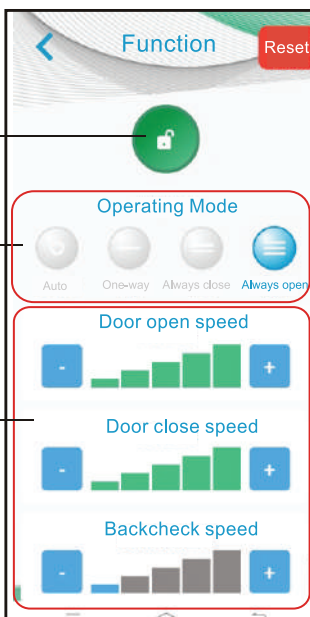 Function Reset
Operating Mode
Auto One-way Always close Always open
Door open speed
- +
Door close speed
- +
Backcheck speed
- +